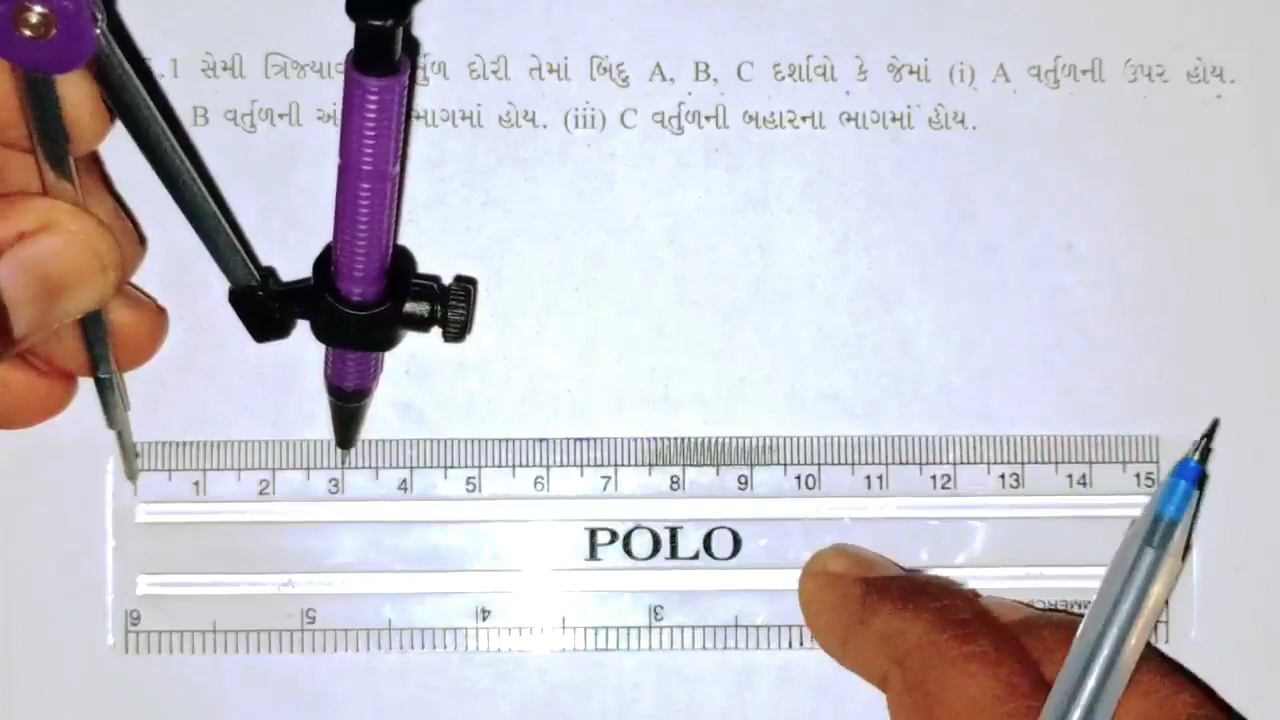 .1 સેમી ત્રિજ્યાવ દોરી તેમાં બિંદુ A, B, C દર્શાવો કે જેમાં (i) A વર્તુળની ઉપર હોય.
B વર્તુળની અં ભાગમાં હોય. (iii) C વર્તુળની બહારના ભાગમાં હોય.
1 2 3 4 5 6 7 8 9 10 11 12 13 14 15
POLO
6 5 4 3